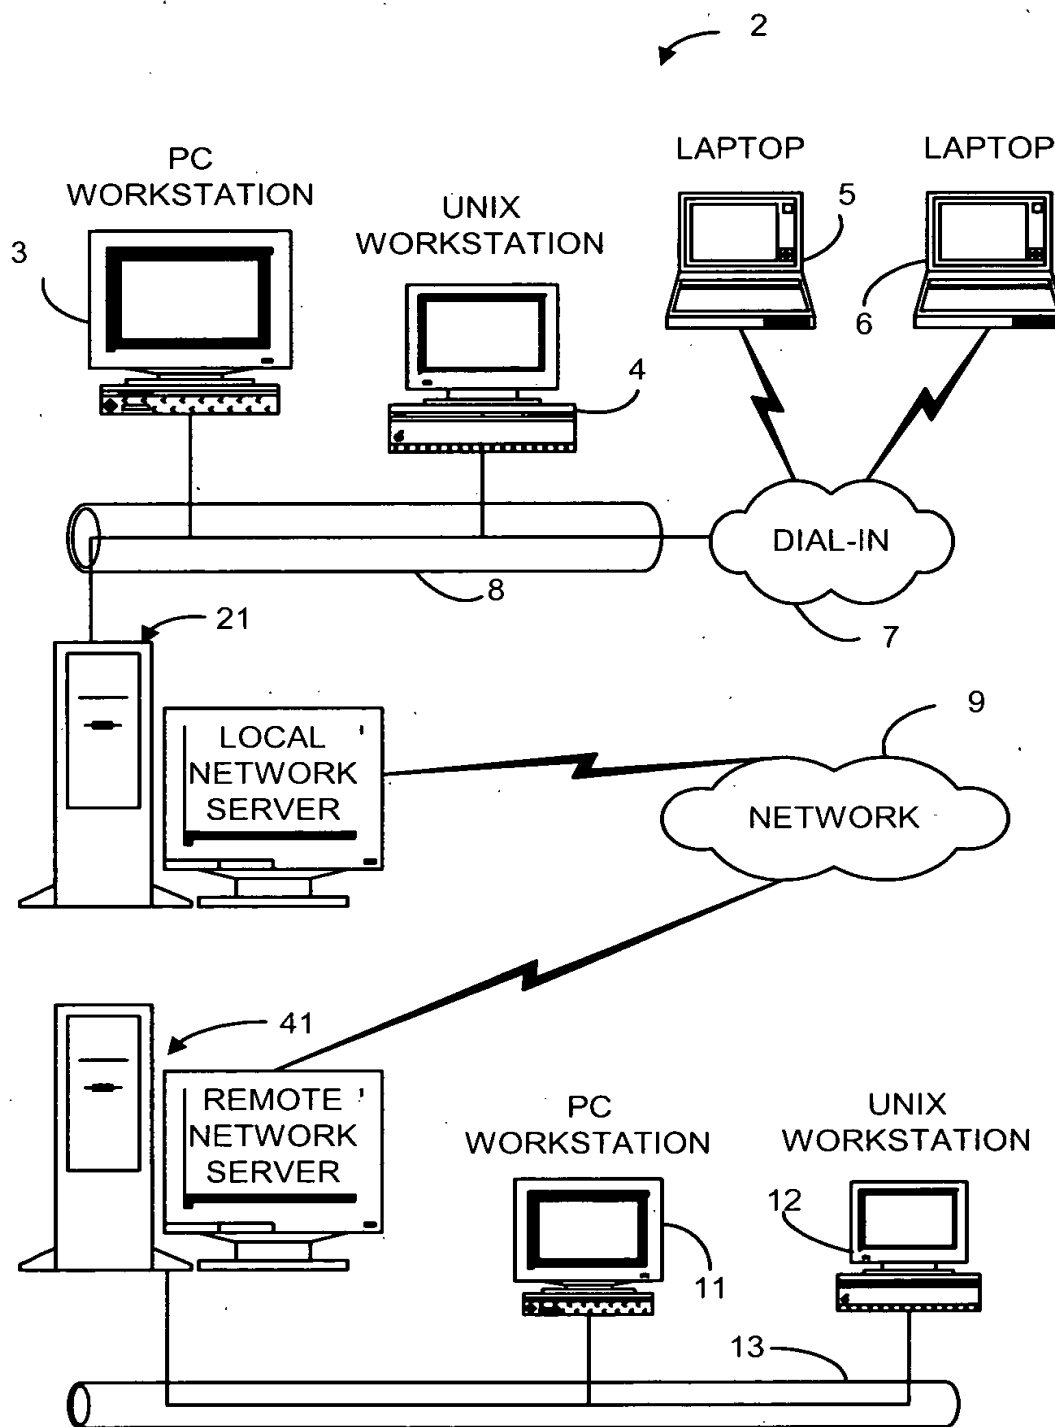 2
LAPTOP
LAPTOP
PC
WORKSTATION
UNIX
WORKSTATION
3
5
6
4
DIAL-IN
8
7
21
9
LOCAL
NETWORK
SERVER
NETWORK
41
REMOTE
NETWORK
SERVER
PC
WORKSTATION
UNIX
WORKSTATION
12
11
13